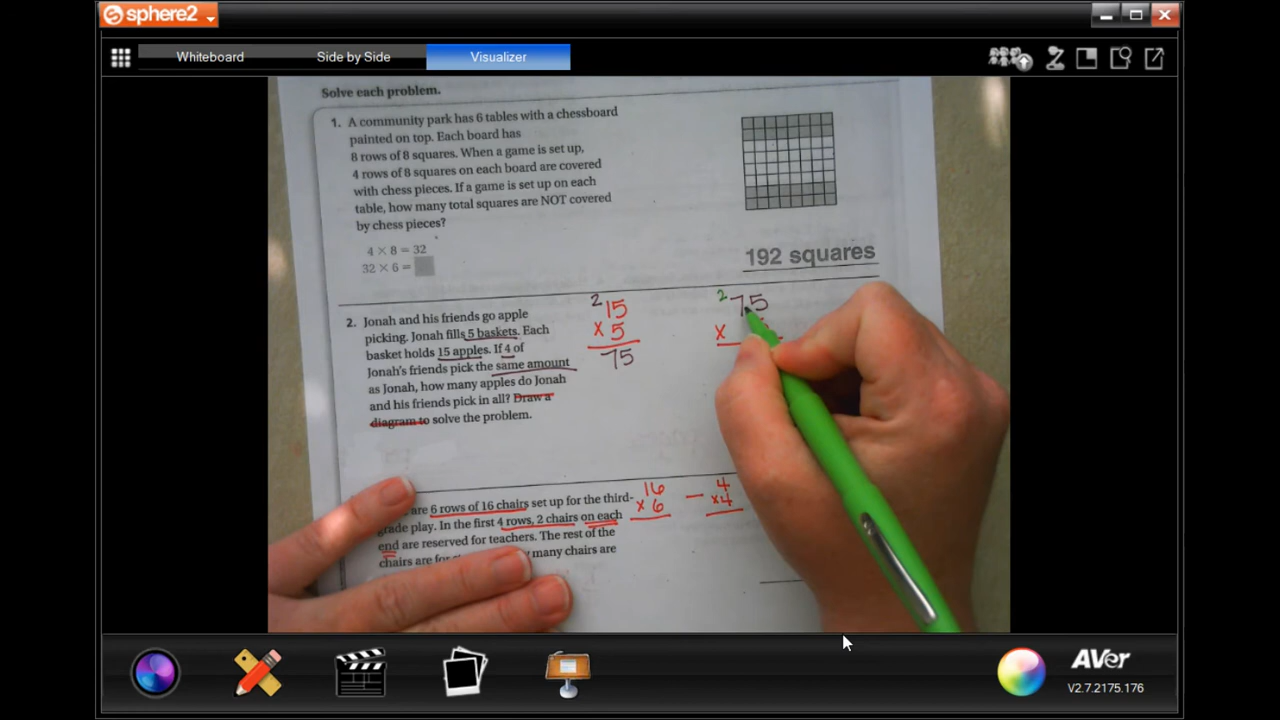 sphere2
Whiteboard
Side by Side
Visualizer
Solve each problem.
1. A community park has 6 tables with a chessboard
painted on top. Each board has
8 rows of 8 squares. When a game is set up,
4 rows of 8 squares on each board are covered
with chess pieces. If a game is set up on each
table, how many total squares are NOT covered
by chess pieces?
4 × 8 = 32
32 × 6 =
192 squares
2. Jonah and his friends go apple
picking. Jonah fills 5 baskets. Each
basket holds 15 apples. If 4 of
Jonah's friends pick the same amount
as Jonah, how many apples do Jonah
and his friends pick in all? Draw a
diagram to solve the problem.
2
15
× 5
75
2
75
×
are 6 rows of 16 chairs set up for the third-
grade play. In the first 4 rows, 2 chairs on each
end are reserved for teachers. The rest of the
chairs are for many chairs are
16
× 6
−
4
×4
AVer
V2.7.2175.176